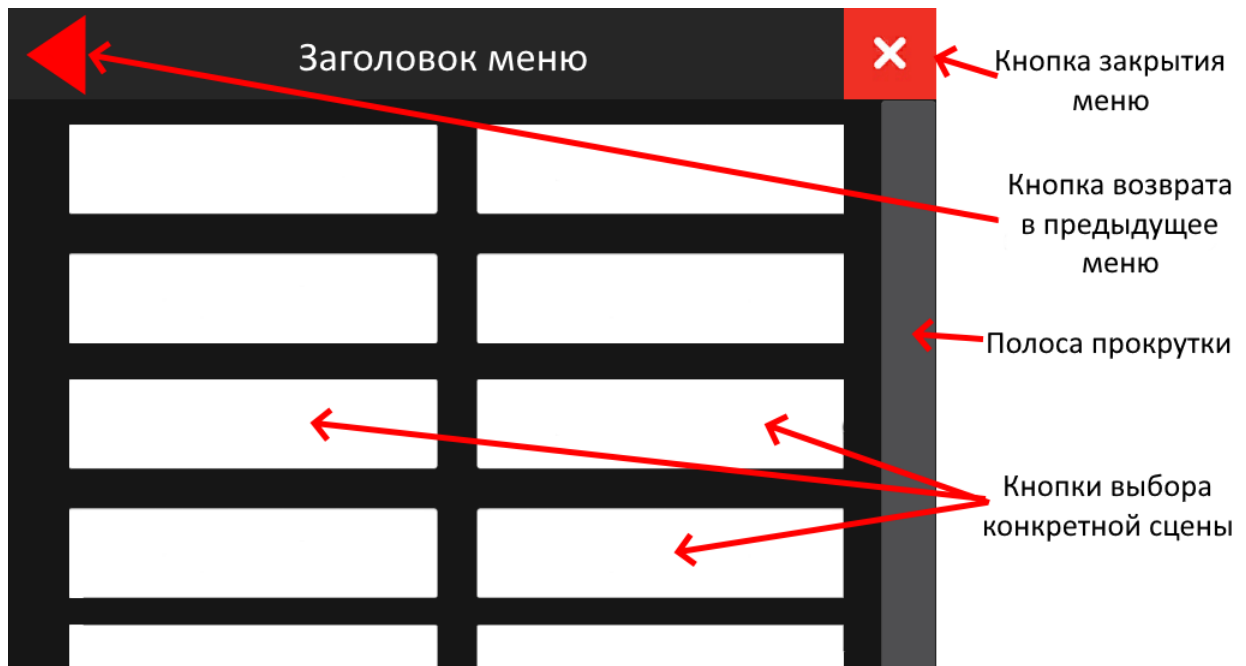 Заголовок меню
Кнопка закрытия
меню
Кнопка возврата
в предыдущее
меню
Полоса прокрутки
Кнопки выбора
конкретной сцены